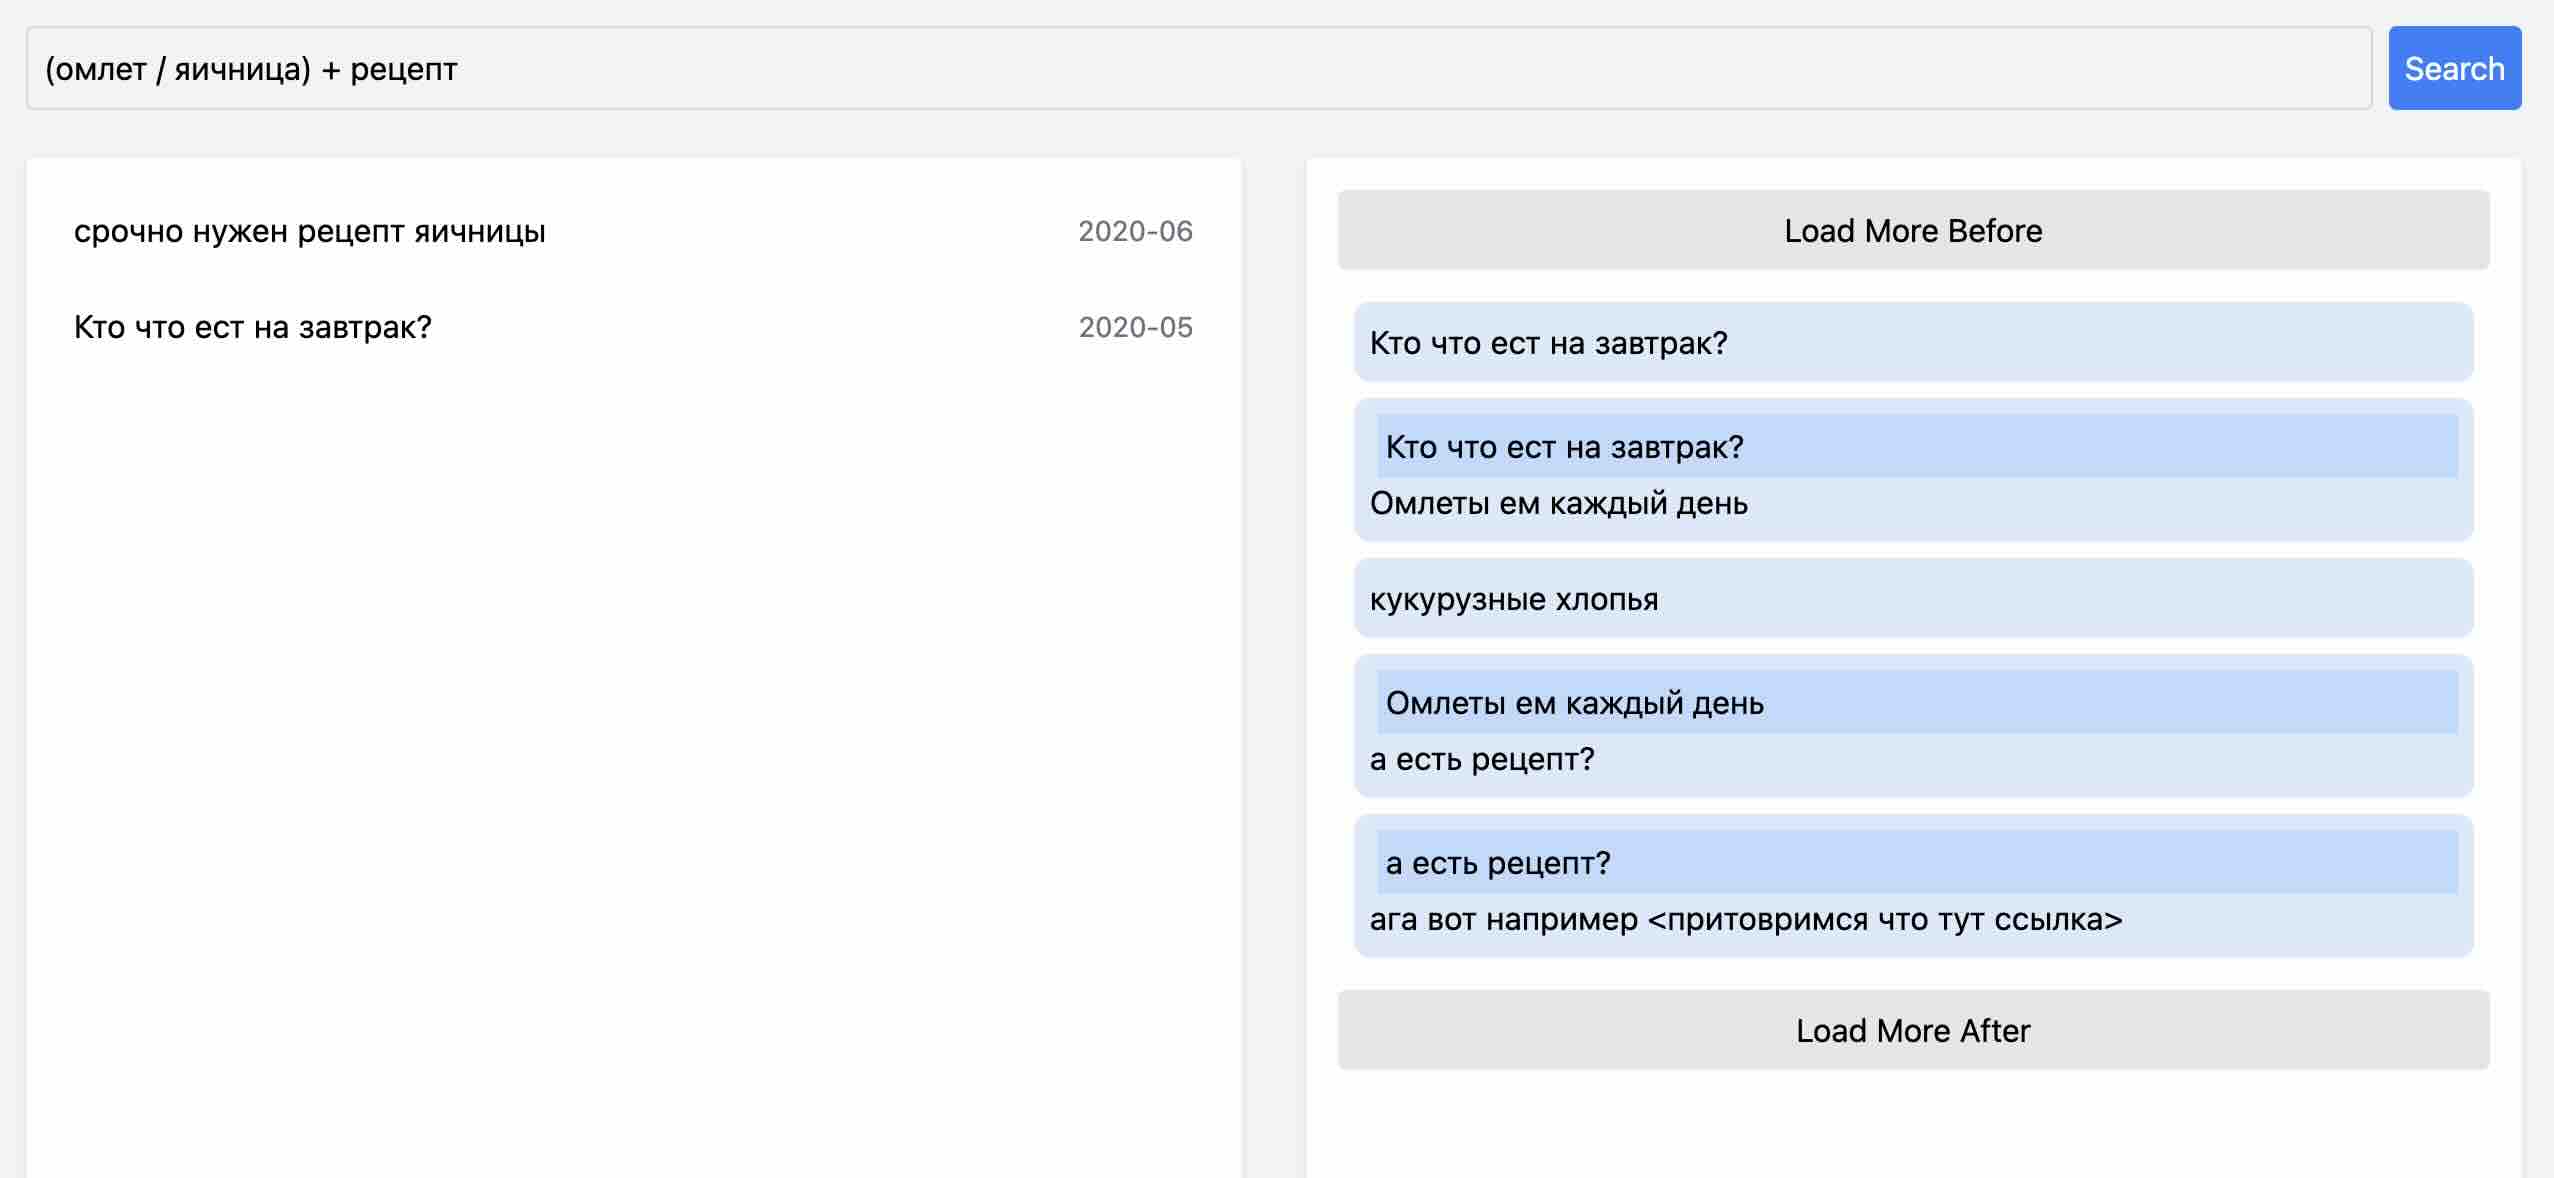 (омлет / яичница) + рецепт
Search
срочно нужен рецепт яичницы 2020-06
Кто что ест на завтрак? 2020-05
Load More Before
Кто что ест на завтрак?
Кто что ест на завтрак?
Омлеты ем каждый день
кукурузные хлопья
Омлеты ем каждый день
а есть рецепт?
а есть рецепт?
ага вот например <притовримся что тут ссылка>
Load More After